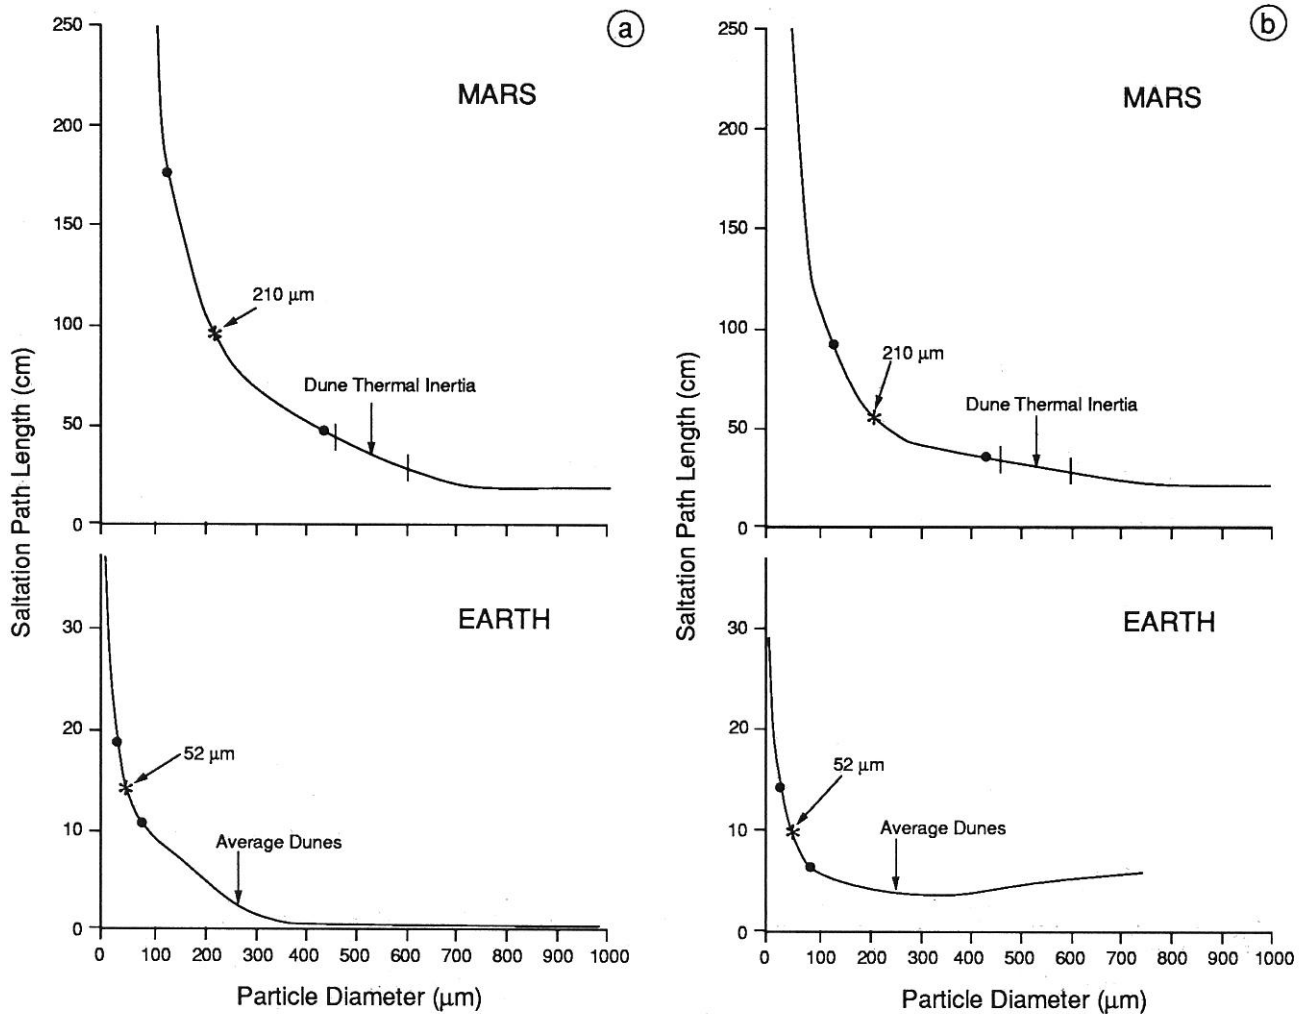 a
MARS
250
200
150
100
50
0
210 μm
Dune Thermal Inertia
Saltation Path Length (cm)
EARTH
30
20
10
0
52 μm
Average Dunes
0 100 200 300 400 500 600 700 800 900 1000
Particle Diameter (μm)
b
MARS
250
200
150
100
50
0
210 μm
Dune Thermal Inertia
Saltation Path Length (cm)
EARTH
30
20
10
0
52 μm
Average Dunes
0 100 200 300 400 500 600 700 800 900 1000
Particle Diameter (μm)